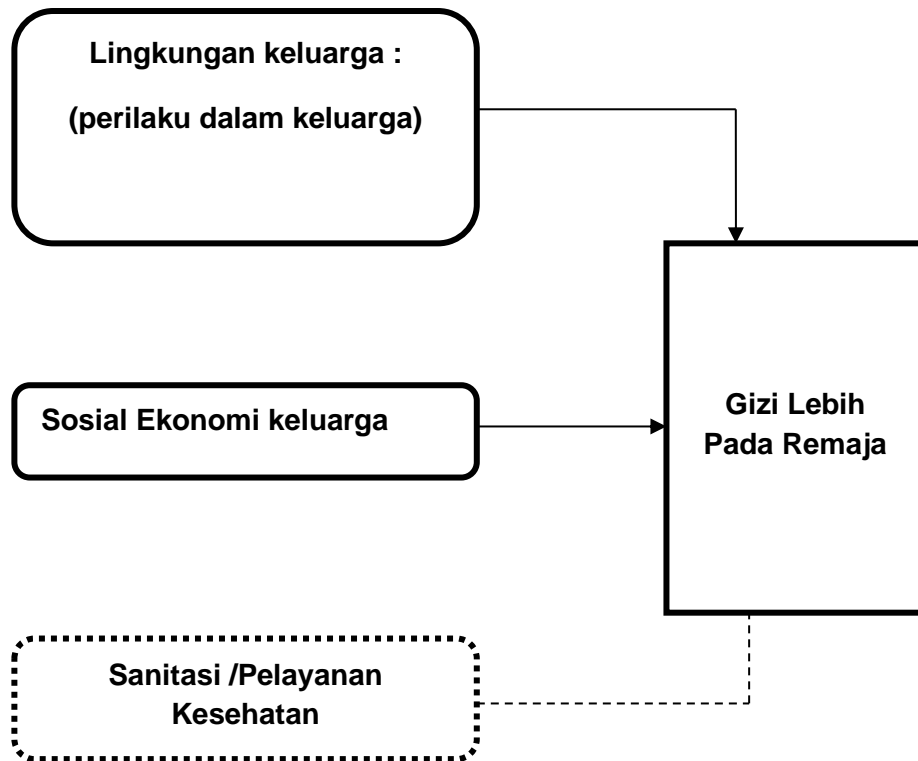 Lingkungan keluarga :
(perilaku dalam keluarga)
Sosial Ekonomi keluarga
Gizi Lebih
Pada Remaja
Sanitasi /Pelayanan
Kesehatan